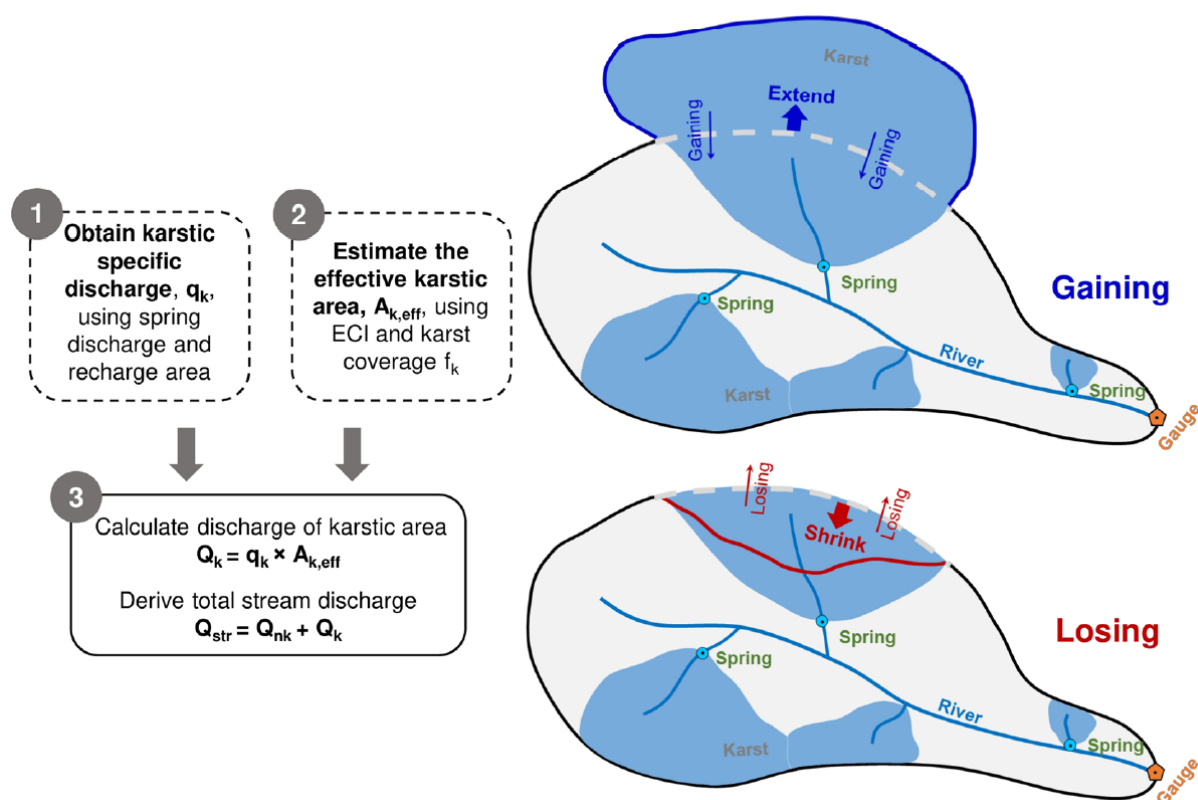 1
Obtain karstic
specific
discharge, qk,
using spring
discharge and
recharge area
2
Estimate the
effective karstic
area, Ak,eff, using
ECI and karst
coverage fk
3
Calculate discharge of karstic area
Qk = qk × Ak,eff
Derive total stream discharge
Qstr = Qnk + Qk
Karst
Extend
Gaining
Gaining
Spring
Spring
Gaining
River
Karst
Spring
Gauge
Losing
Losing
Shrink
Spring
Spring
Losing
River
Karst
Spring
Gauge